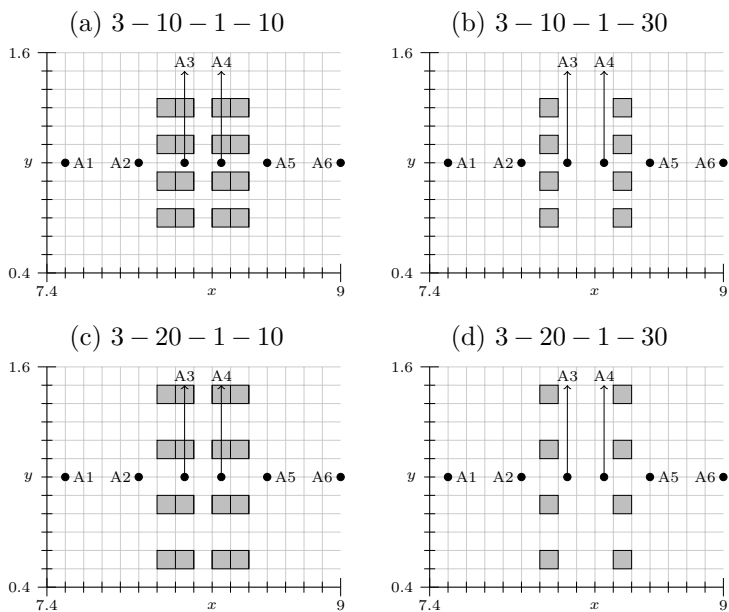 (a) 3 − 10 − 1 − 10
(b) 3 − 10 − 1 − 30
1.6
A3 A4
y
A1 A2 A5 A6
0.4
7.4 x 9
1.6
A3 A4
y
A1 A2 A5 A6
0.4
7.4 x 9
(c) 3 − 20 − 1 − 10
(d) 3 − 20 − 1 − 30
1.6
A3 A4
y
A1 A2 A5 A6
0.4
7.4 x 9
1.6
A3 A4
y
A1 A2 A5 A6
0.4
7.4 x 9